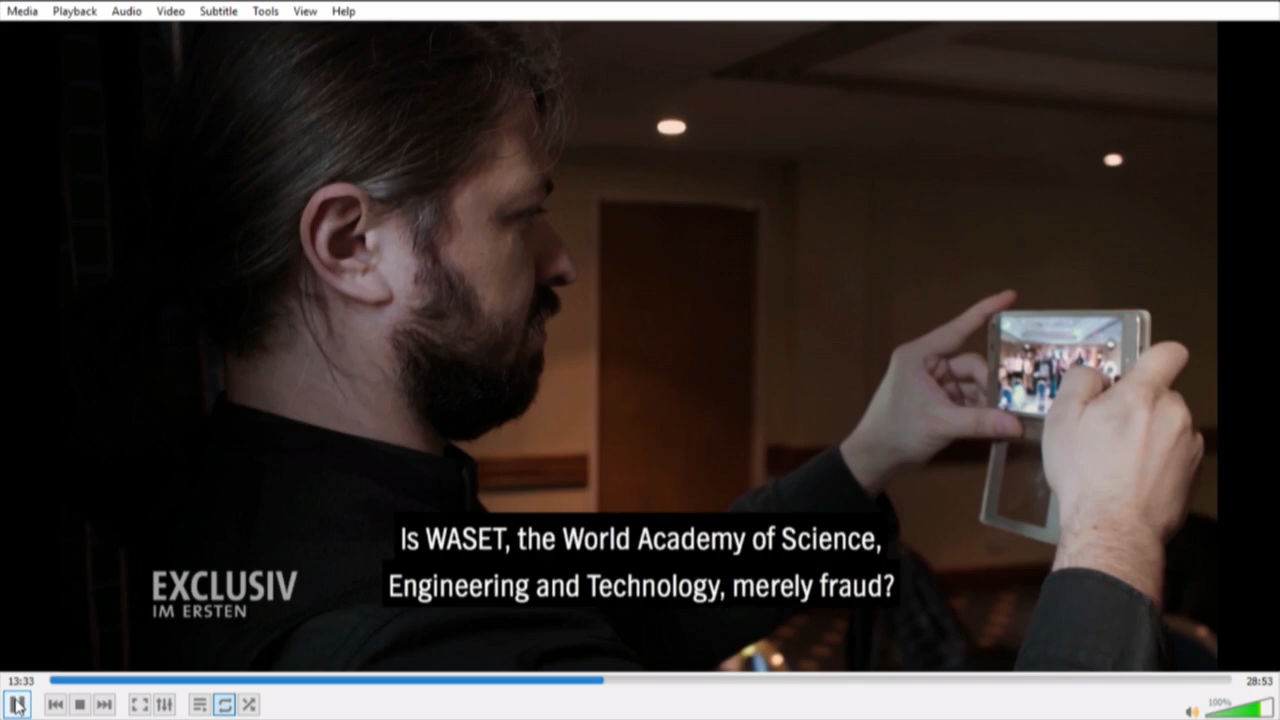 Media Playback Audio Video Subtitle Tools View Help
Is WASET, the World Academy of Science,
Engineering and Technology, merely fraud?
EXCLUSIV
IM ERSTEN
13:33 28:53
100%